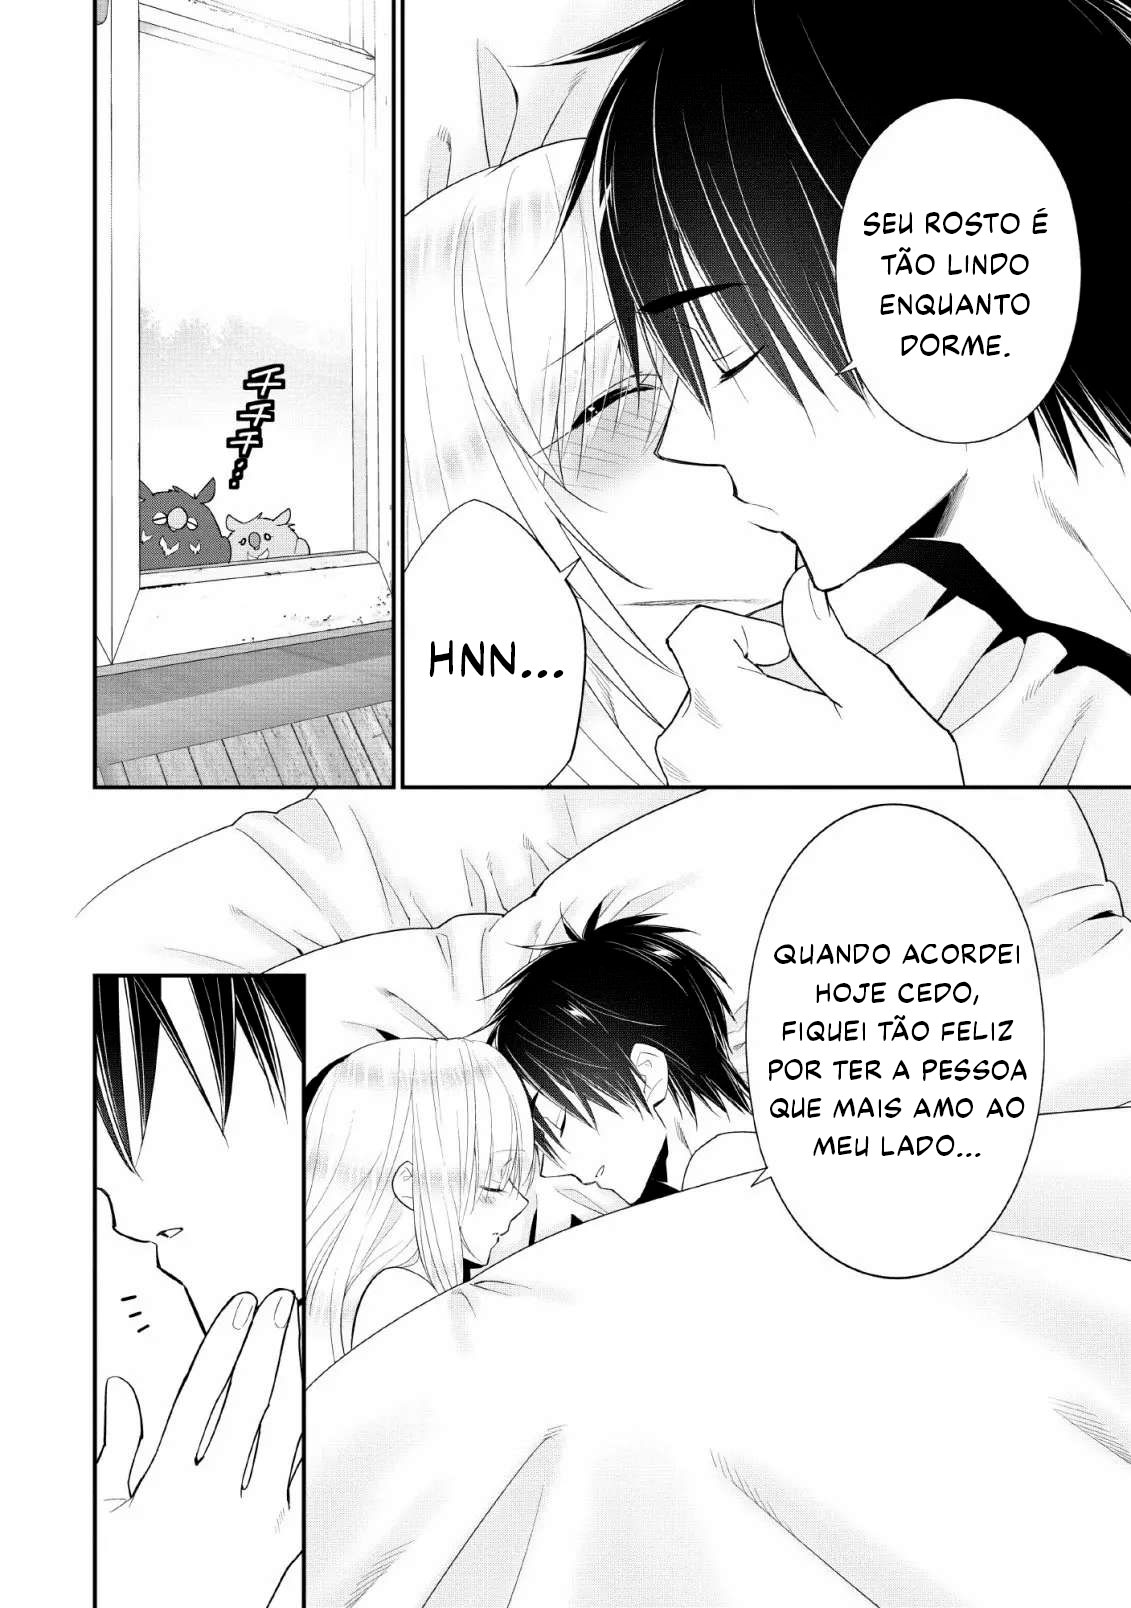 SEU ROSTO É
TÃO LINDO
ENQUANTO
DORME.
HNN...
チチチ…
QUANDO ACORDEI
HOJE CEDO,
FIQUEI TÃO FELIZ
POR TER A PESSOA
QUE MAIS AMO AO
MEU LADO...